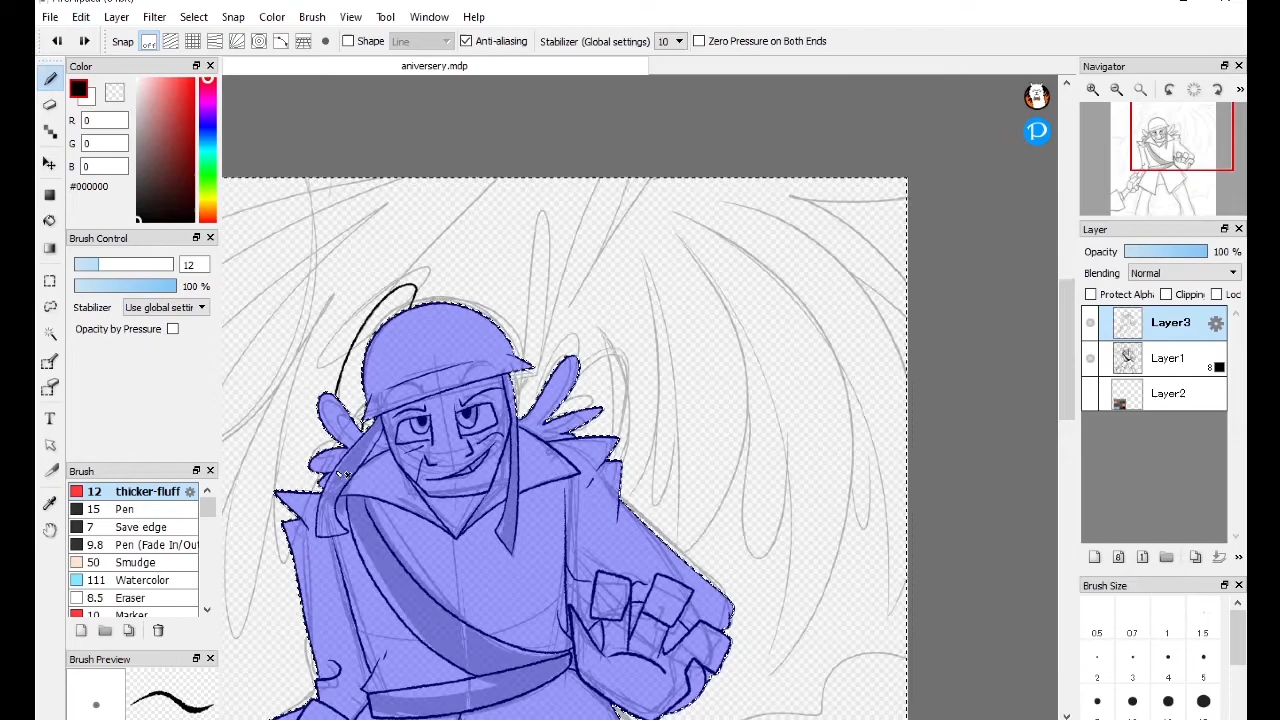 File Edit Layer Filter Select Snap Color Brush View Tool Window Help
Snap off Shape Line Anti-aliasing Stabilizer (Global settings) 10 Zero Pressure on Both Ends
Color
aniversery.mdp
Navigator
R 0
G 0
B 0
#000000
Brush Control
12
100 %
Stabilizer Use global settir
Opacity by Pressure
Layer
Opacity 100 %
Blending Normal
Protect Alph Clipping Loc
Layer3
Layer1
8
Layer2
Brush
12 thicker-fluff
15 Pen
7 Save edge
9.8 Pen (Fade In/Out
50 Smudge
111 Watercolor
8.5 Eraser
10 Marker
Brush Preview
Brush Size
0.5 0.7 1 1.5
2 3 4 5